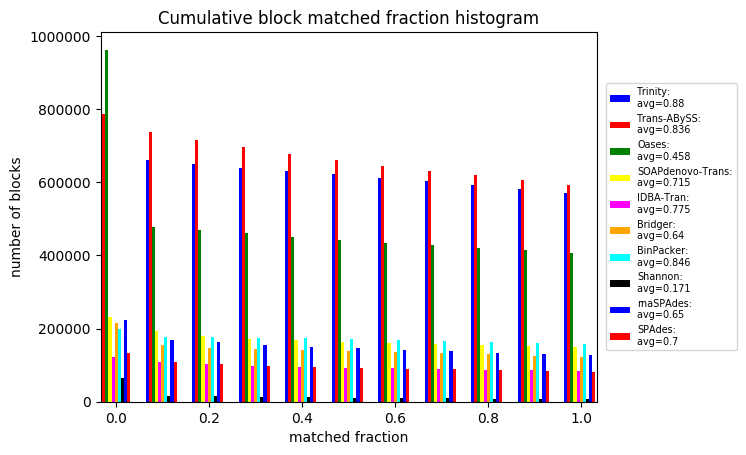 Cumulative block matched fraction histogram
number of blocks
1000000
800000
600000
400000
200000
0
0.0
0.2
0.4
0.6
0.8
1.0
matched fraction
Trinity:
avg=0.88
Trans-ABySS:
avg=0.836
Oases:
avg=0.458
SOAPdenovo-Trans:
avg=0.715
IDBA-Tran:
avg=0.775
Bridger:
avg=0.64
BinPacker:
avg=0.846
Shannon:
avg=0.171
rnaSPAdes:
avg=0.65
SPAdes:
avg=0.7